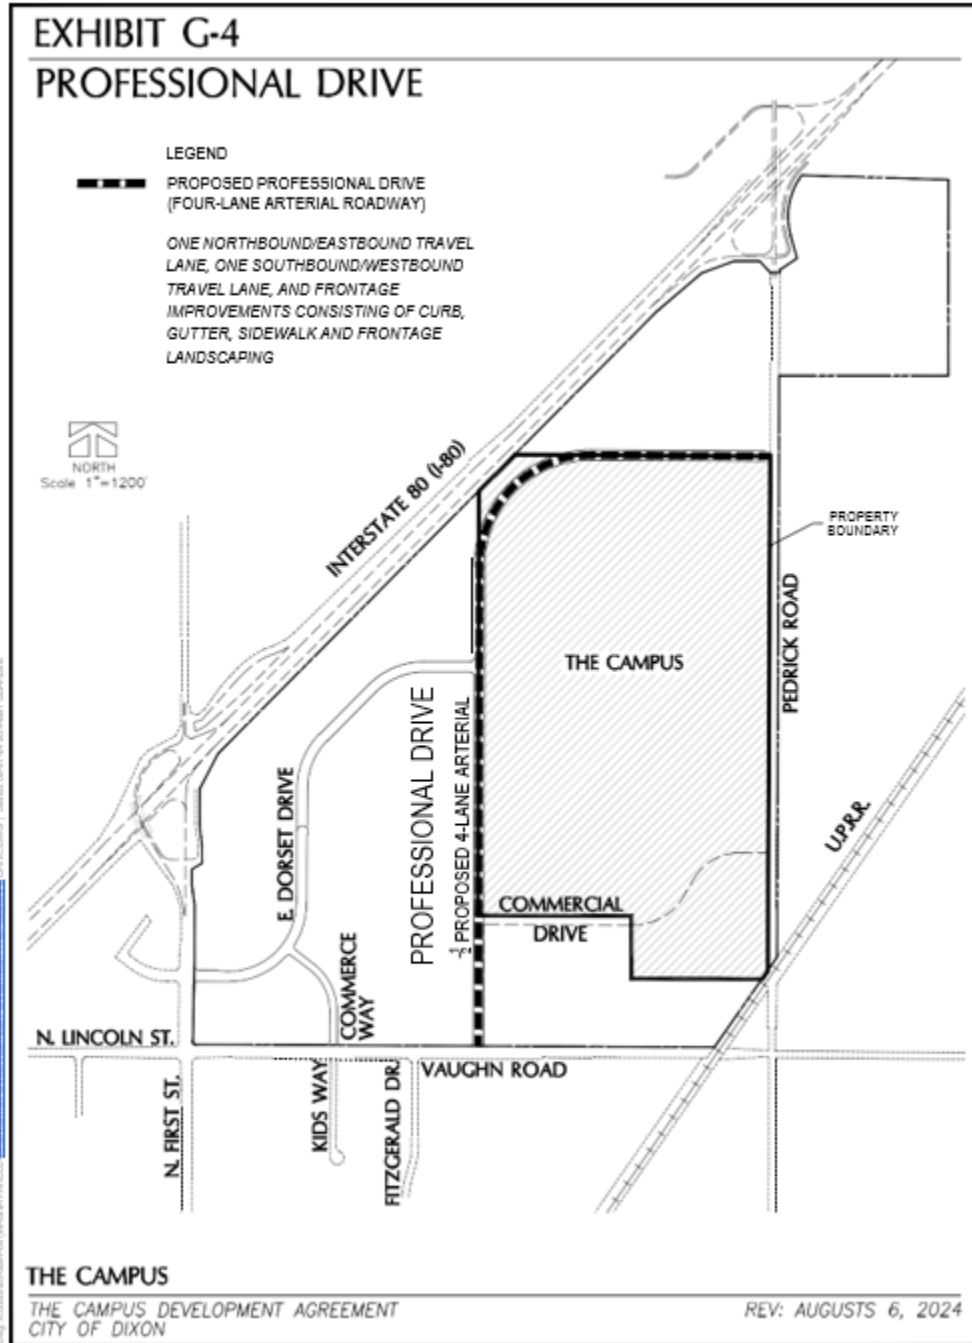 EXHIBIT G-4
PROFESSIONAL DRIVE
LEGEND
PROPOSED PROFESSIONAL DRIVE
(FOUR-LANE ARTERIAL ROADWAY)
ONE NORTHBOUND/EASTBOUND TRAVEL
LANE, ONE SOUTHBOUND/WESTBOUND
TRAVEL LANE, AND FRONTAGE
IMPROVEMENTS CONSISTING OF CURB,
GUTTER, SIDEWALK AND FRONTAGE
LANDSCAPING
NORTH
Scale 1"=1200'
INTERSTATE 80 (I-80)
PROPERTY
BOUNDARY
PEDRICK ROAD
THE CAMPUS
PROFESSIONAL DRIVE
½ PROPOSED 4-LANE ARTERIAL
E. DORSET DRIVE
U.P.R.R.
COMMERCIAL
DRIVE
COMMERCE
WAY
N. LINCOLN ST.
VAUGHN ROAD
N. FIRST ST.
KIDS WAY
FITZGERALD DR.
THE CAMPUS
THE CAMPUS DEVELOPMENT AGREEMENT
CITY OF DIXON
REV: AUGUSTS 6, 2024